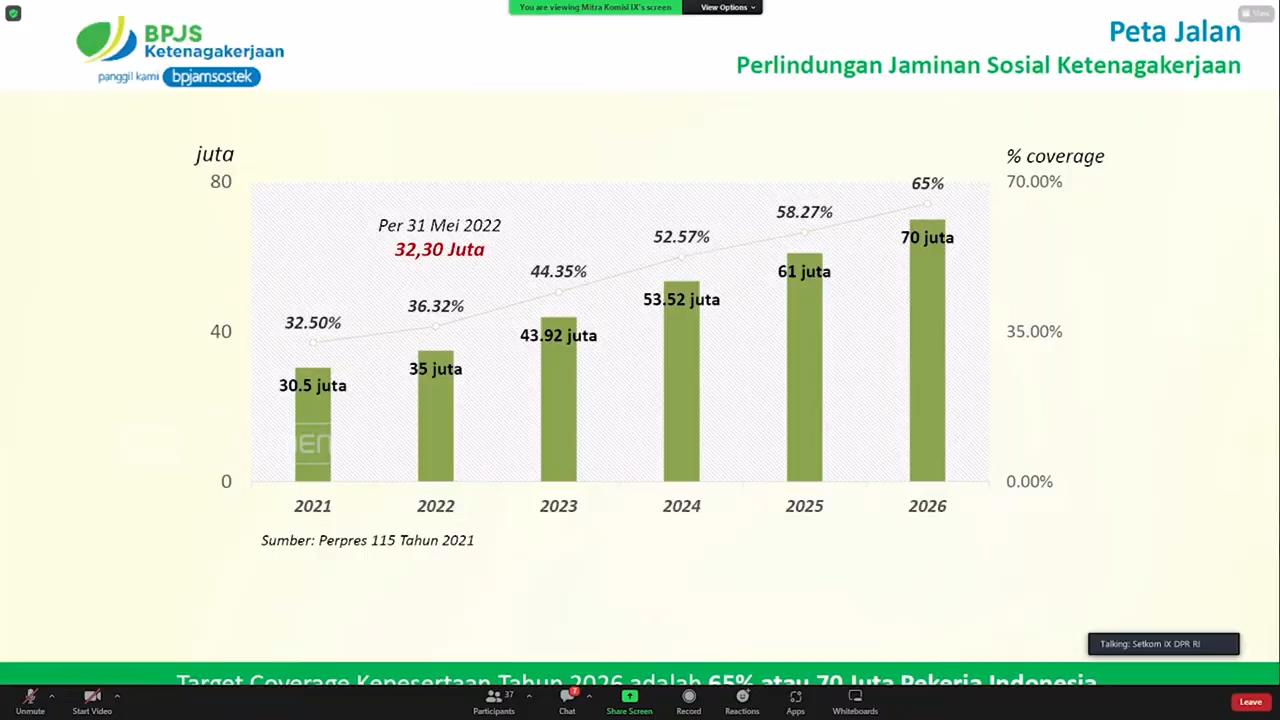 You are viewing Mitra Komisi IX's screen
View Options
View
BPJS
Ketenagakerjaan
panggil kami bpjamsostek
Peta Jalan
Perlindungan Jaminan Sosial Ketenagakerjaan
juta
% coverage
80
70.00%
40
35.00%
0
0.00%
Per 31 Mei 2022
32,30 Juta
32.50%
36.32%
44.35%
52.57%
58.27%
65%
30.5 juta
35 juta
43.92 juta
53.52 juta
61 juta
70 juta
2021
2022
2023
2024
2025
2026
Sumber: Perpres 115 Tahun 2021
Talking: Setkom IX DPR RI
Target Coverage Kepesertaan Tahun 2026 adalah 65% atau 70 Juta Pekerja Indonesia
Unmute
Start Video
Participants
37
Chat
7
Share Screen
Record
Reactions
Apps
Whiteboards
Leave